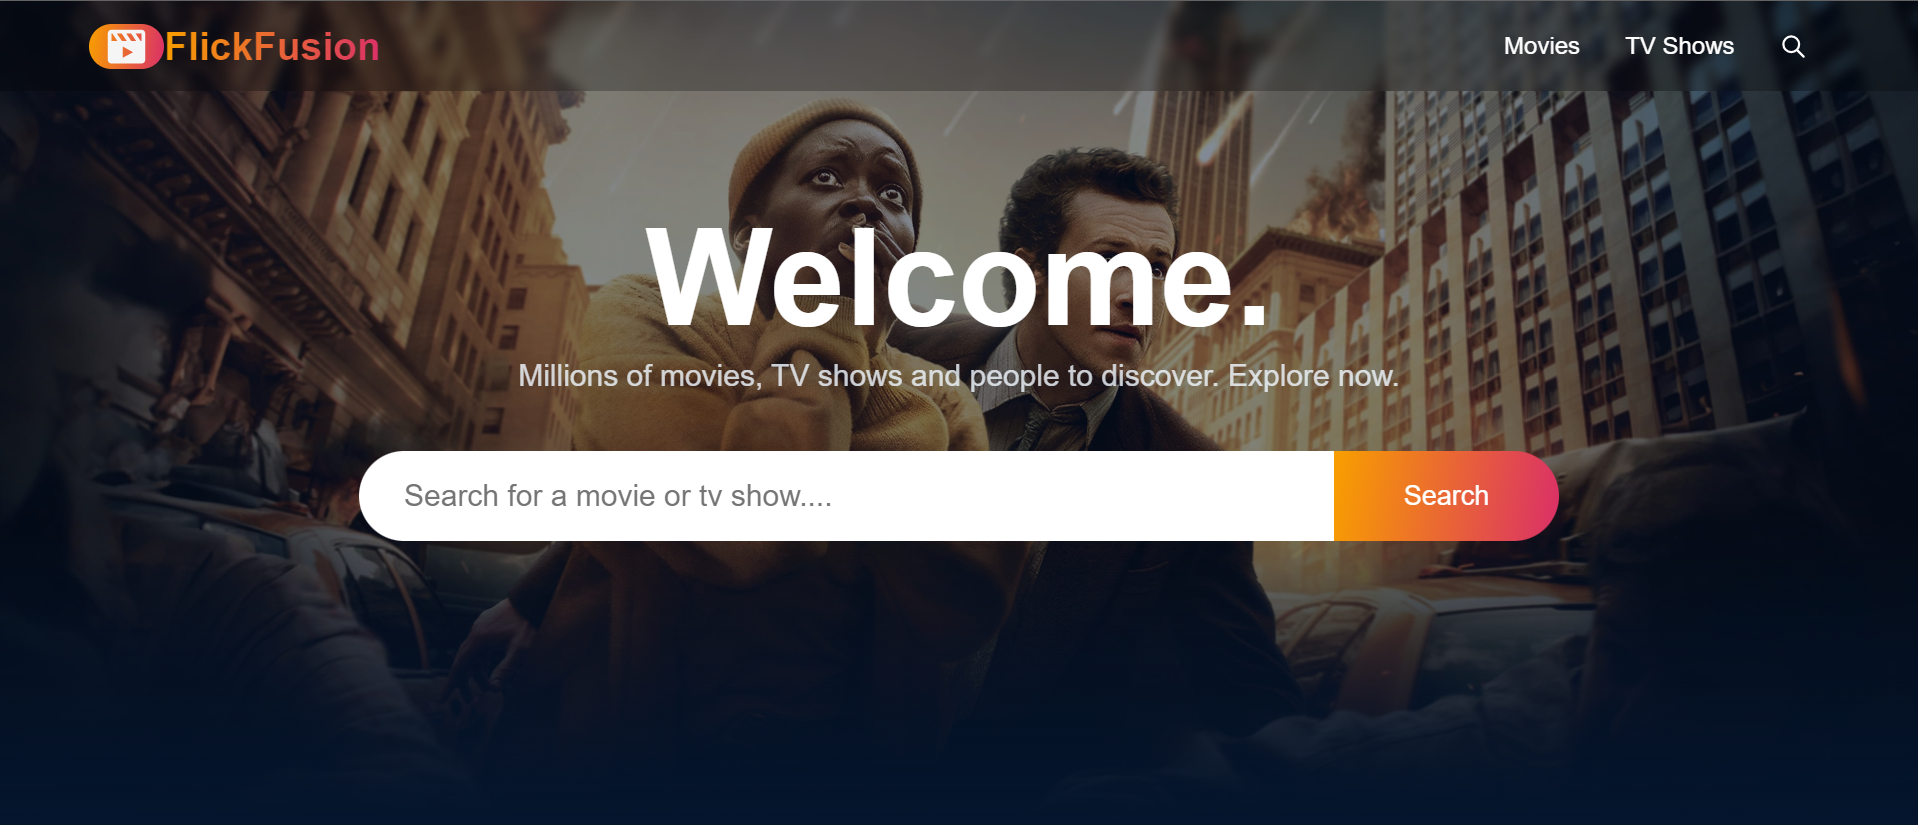 FlickFusion
Movies
TV Shows
Welcome.
Millions of movies, TV shows and people to discover. Explore now.
Search for a movie or tv show....
Search